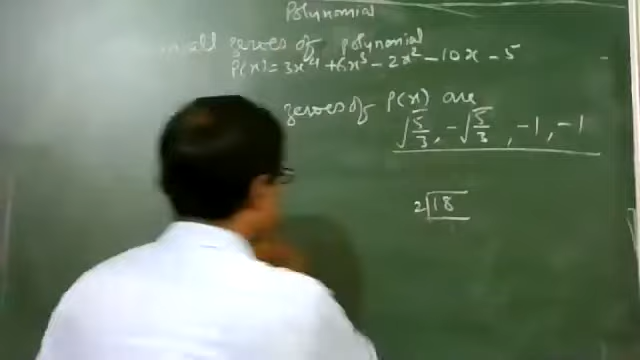 Polynomial
all zeroes of polynomial
P(x) = 3x⁴ + 6x³ - 2x² - 10x - 5
zeroes of P(x) are
√5/3, -√5/3, -1, -1
2 18